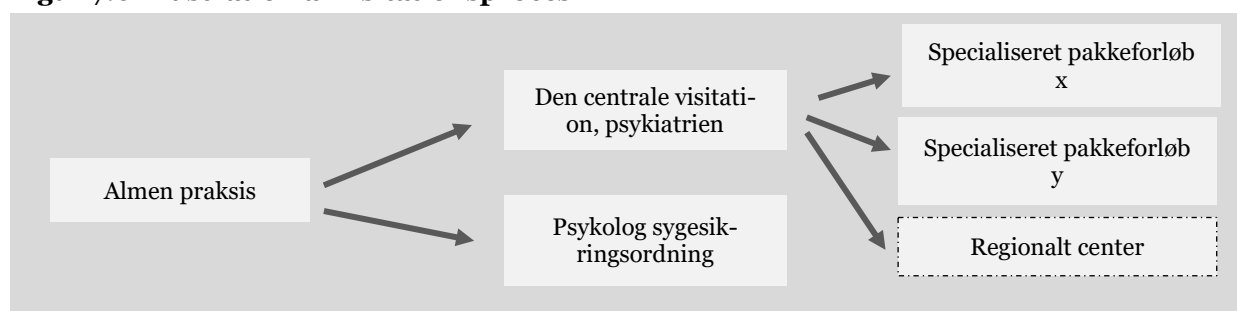 Specialiseret pakkeforløb
x
Den centrale visitati-
on, psykiatrien
Specialiseret pakkeforløb
y
Almen praksis
Psykolog sygesik-
ringsordning
Regionalt center